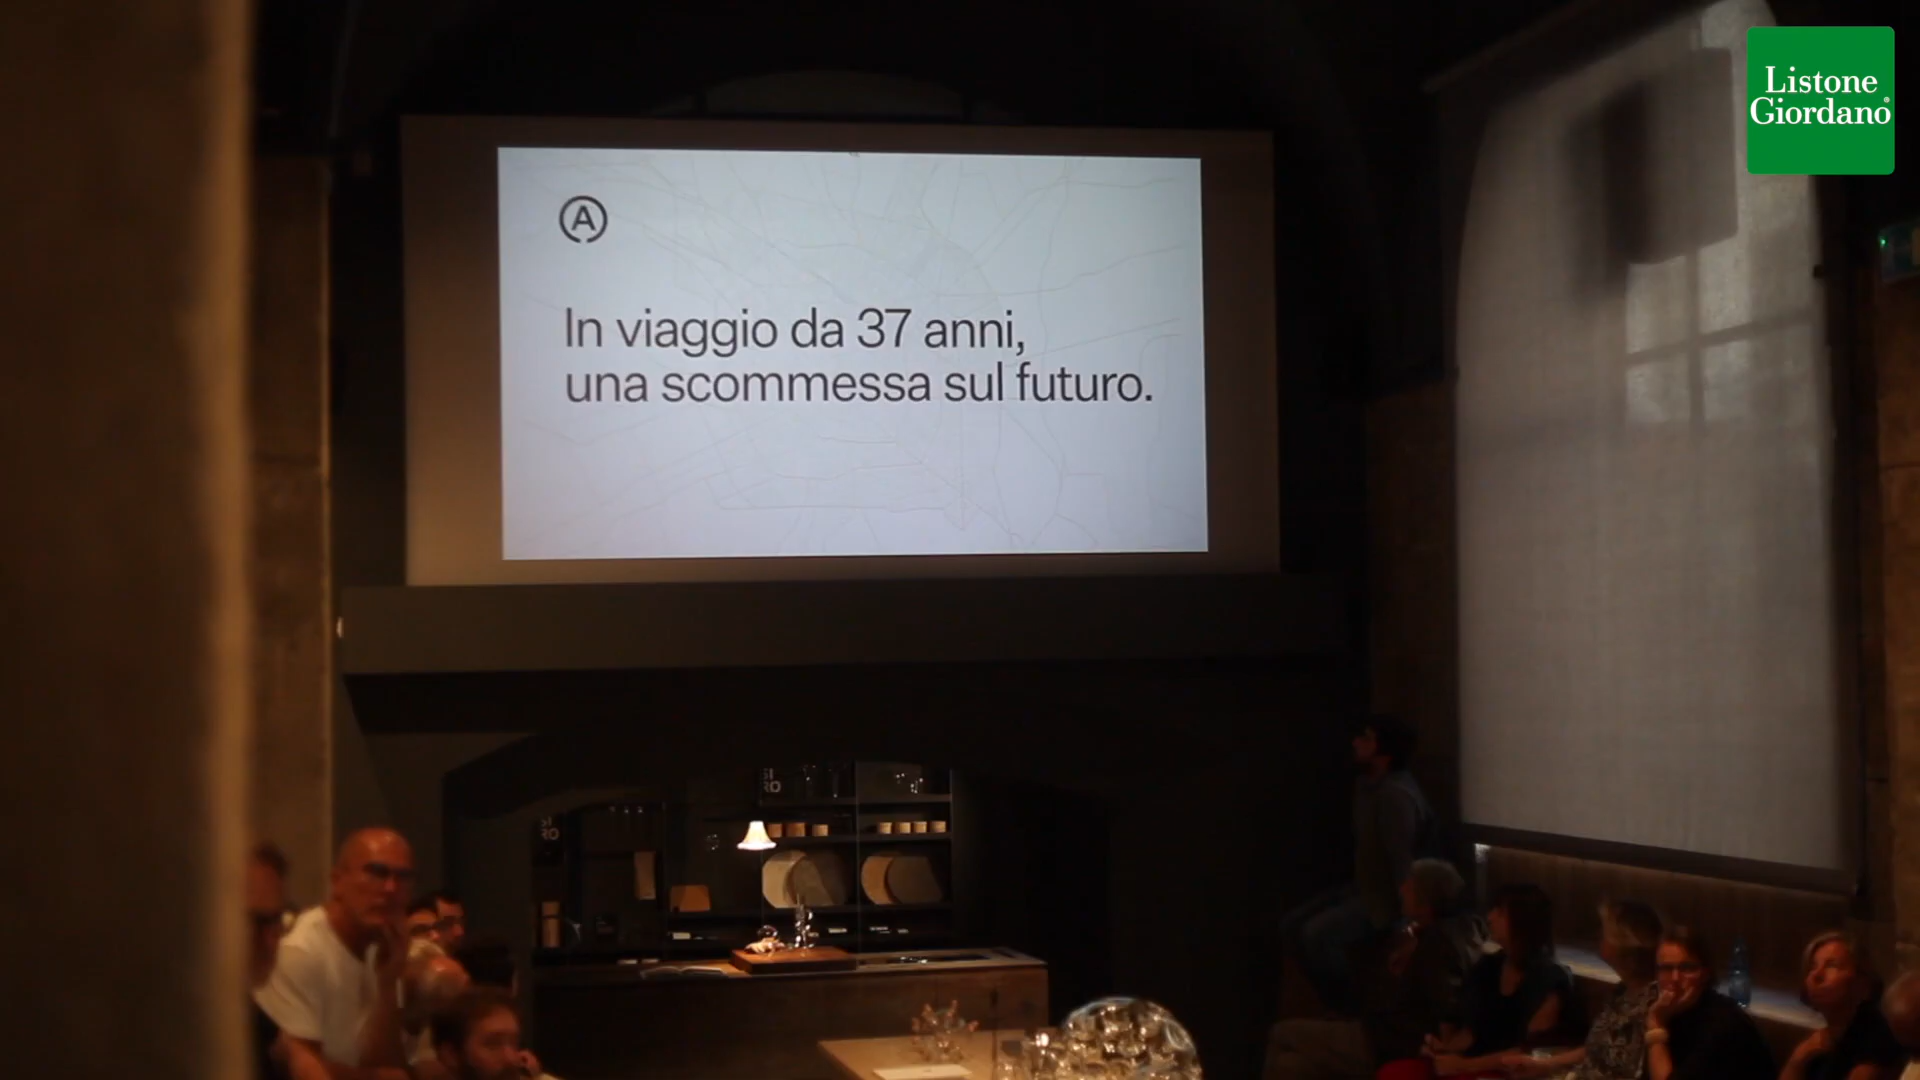 Listone
Giordano®
A
In viaggio da 37 anni,
una scommessa sul futuro.